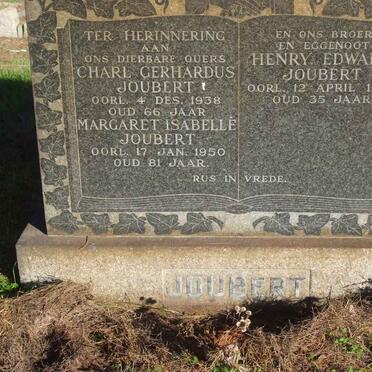 TER HERINNERING
AAN
ONS DIERBARE OUERS
CHARL GERHARDUS
JOUBERT
OORL. 4 DES. 1938
OUD 66 JAAR
MARGARET ISABELLE
JOUBERT
OORL. 17 JAN. 1950
OUD 81 JAAR.
EN ONS BROER
EN EGGENOOT
HENRY EDWA
JOUBERT
OORL. 12 APRIL 1
OUD 35 JAAR
RUS IN VREDE.
JOUBERT